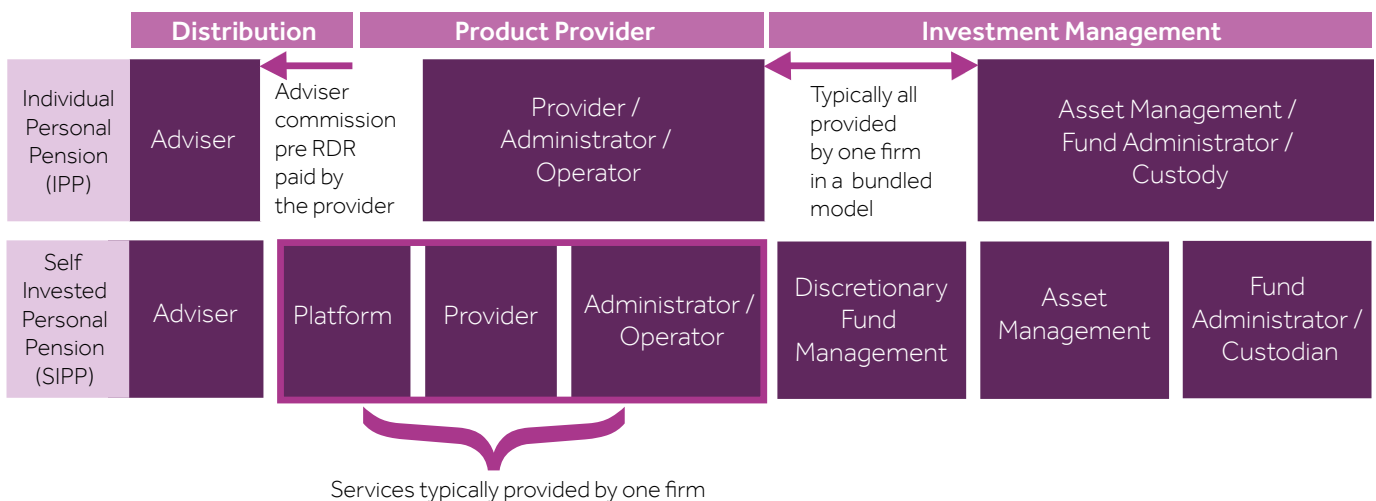 Distribution
Product Provider
Investment Management
Individual
Personal
Pension
(IPP)
Adviser
Adviser
commission
pre RDR
paid by
the provider
Provider /
Administrator /
Operator
Typically all
provided
by one firm
in a bundled
model
Asset Management /
Fund Administrator /
Custody
Self
Invested
Personal
Pension
(SIPP)
Adviser
Platform
Provider
Administrator /
Operator
Discretionary
Fund
Management
Asset
Management
Fund
Administrator /
Custodian
Services typically provided by one firm